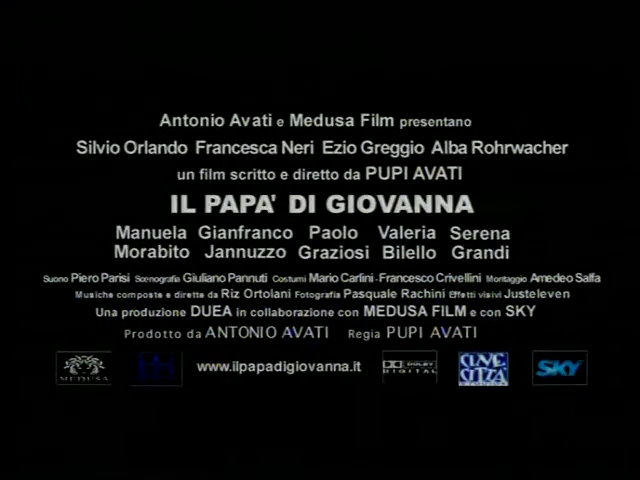 Antonio Avati e Medusa Film presentano
Silvio Orlando Francesca Neri Ezio Greggio Alba Rohrwacher
un film scritto e diretto da PUPI AVATI
IL PAPA' DI GIOVANNA
Manuela Gianfranco Paolo Valeria Serena
Morabito Jannuzzo Graziosi Bilello Grandi
Suono Piero Parisi Scenografia Giuliano Pannuti Costumi Mario Carlini - Francesco Crivellini Montaggio Amedeo Salfa
Musiche composte e dirette da Riz Ortolani Fotografia Pasquale Rachini Effetti visivi Justeleven
Una produzione DUEA in collaborazione con MEDUSA FILM e con SKY
Prodotto da ANTONIO AVATI Regia PUPI AVATI
MEDUSA www.ilpapadigiovanna.it DOLBY DIGITAL CINE CITTÀ SKY